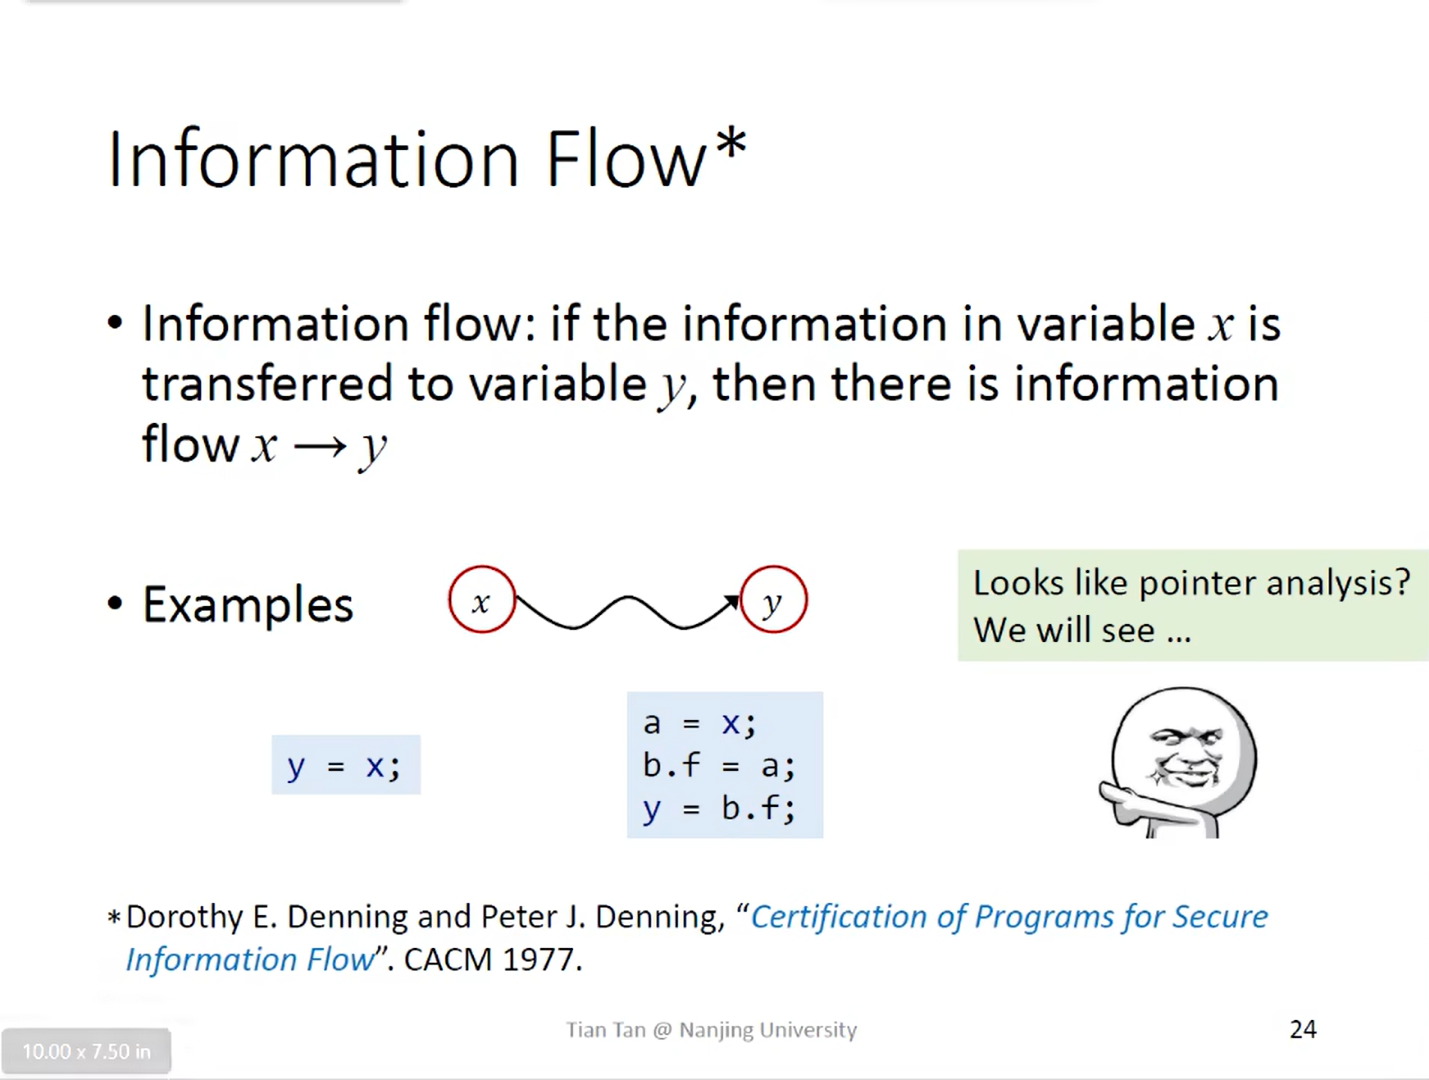 Information Flow*
• Information flow: if the information in variable x is
transferred to variable y, then there is information
flow x → y
• Examples
x
y
Looks like pointer analysis?
We will see ...
y = x;
a = x;
b.f = a;
y = b.f;
*Dorothy E. Denning and Peter J. Denning, “Certification of Programs for Secure
Information Flow”. CACM 1977.
Tian Tan @ Nanjing University
24
10.00 x 7.50 in